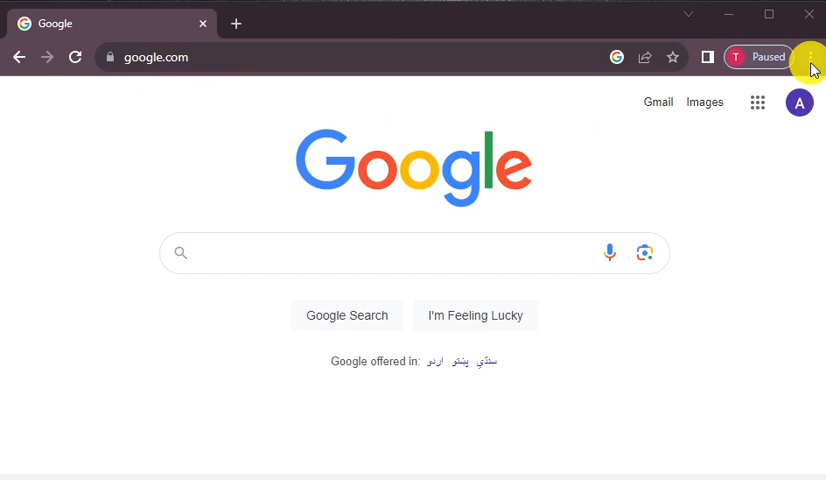 Google
google.com
T Paused
Gmail Images
A
Google
Google Search I'm Feeling Lucky
Google offered in: اردو پښتو سنڌي